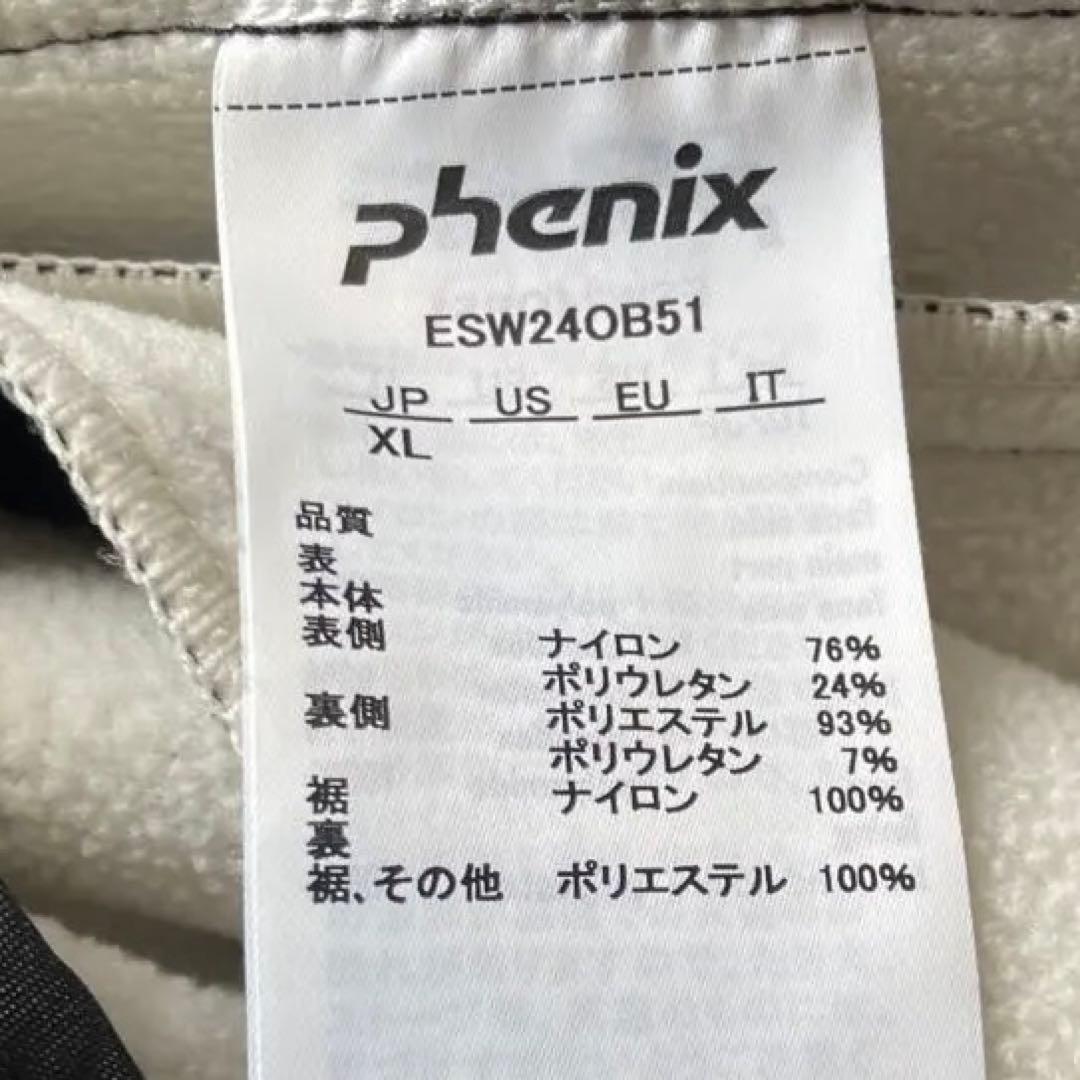 phenix
ESW24OB51
JP US EU IT
XL
品質
表
本体
表側 ナイロン 76%
ポリウレタン 24%
裏側 ポリエステル 93%
ポリウレタン 7%
裾 ナイロン 100%
裏
裾、その他 ポリエステル 100%